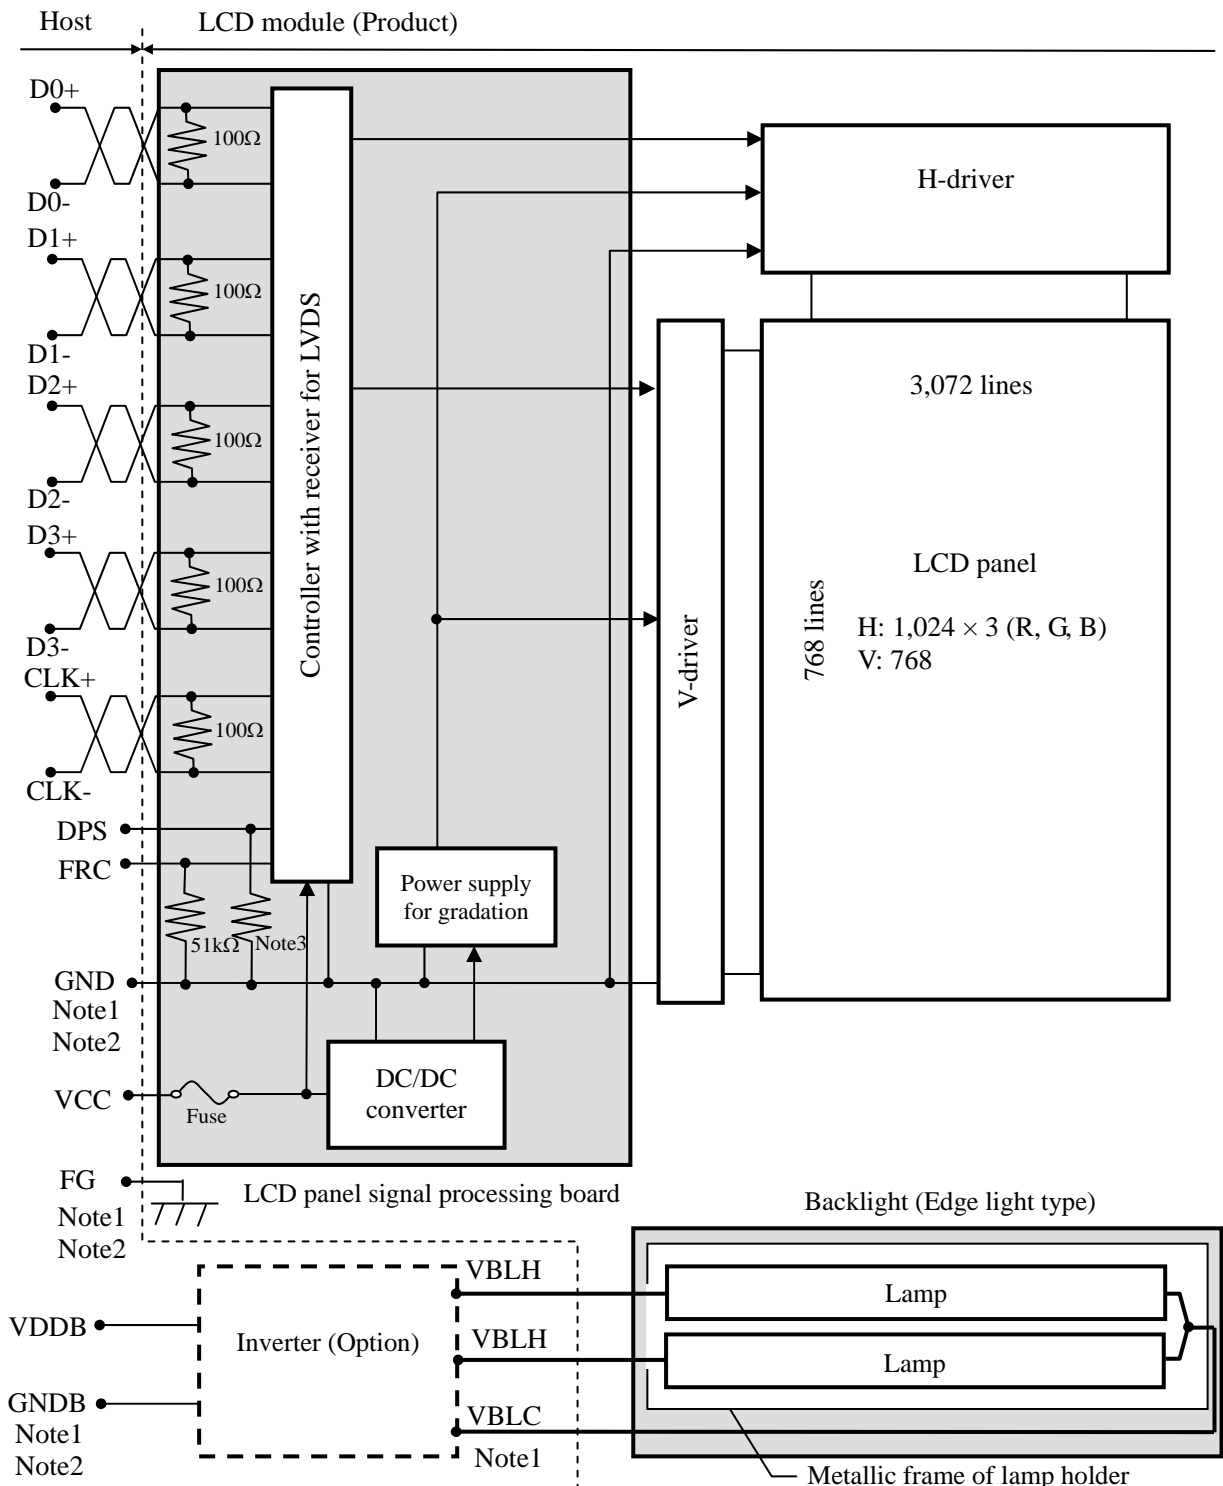 Host
LCD module (Product)
D0+
100Ω
D0-
D1+
100Ω
D1-
D2+
100Ω
D2-
D3+
100Ω
D3-
CLK+
100Ω
CLK-
DPS
FRC
51kΩ
Note3
GND
Note1
Note2
VCC
Fuse
FG
Note1
Note2
Controller with receiver for LVDS
Power supply
for gradation
DC/DC
converter
LCD panel signal processing board
H-driver
V-driver
3,072 lines
768 lines
LCD panel
H: 1,024 × 3 (R, G, B)
V: 768
Backlight (Edge light type)
VDDB
GNDB
Note1
Note2
Inverter (Option)
VBLH
VBLH
VBLC
Note1
Lamp
Lamp
Metallic frame of lamp holder